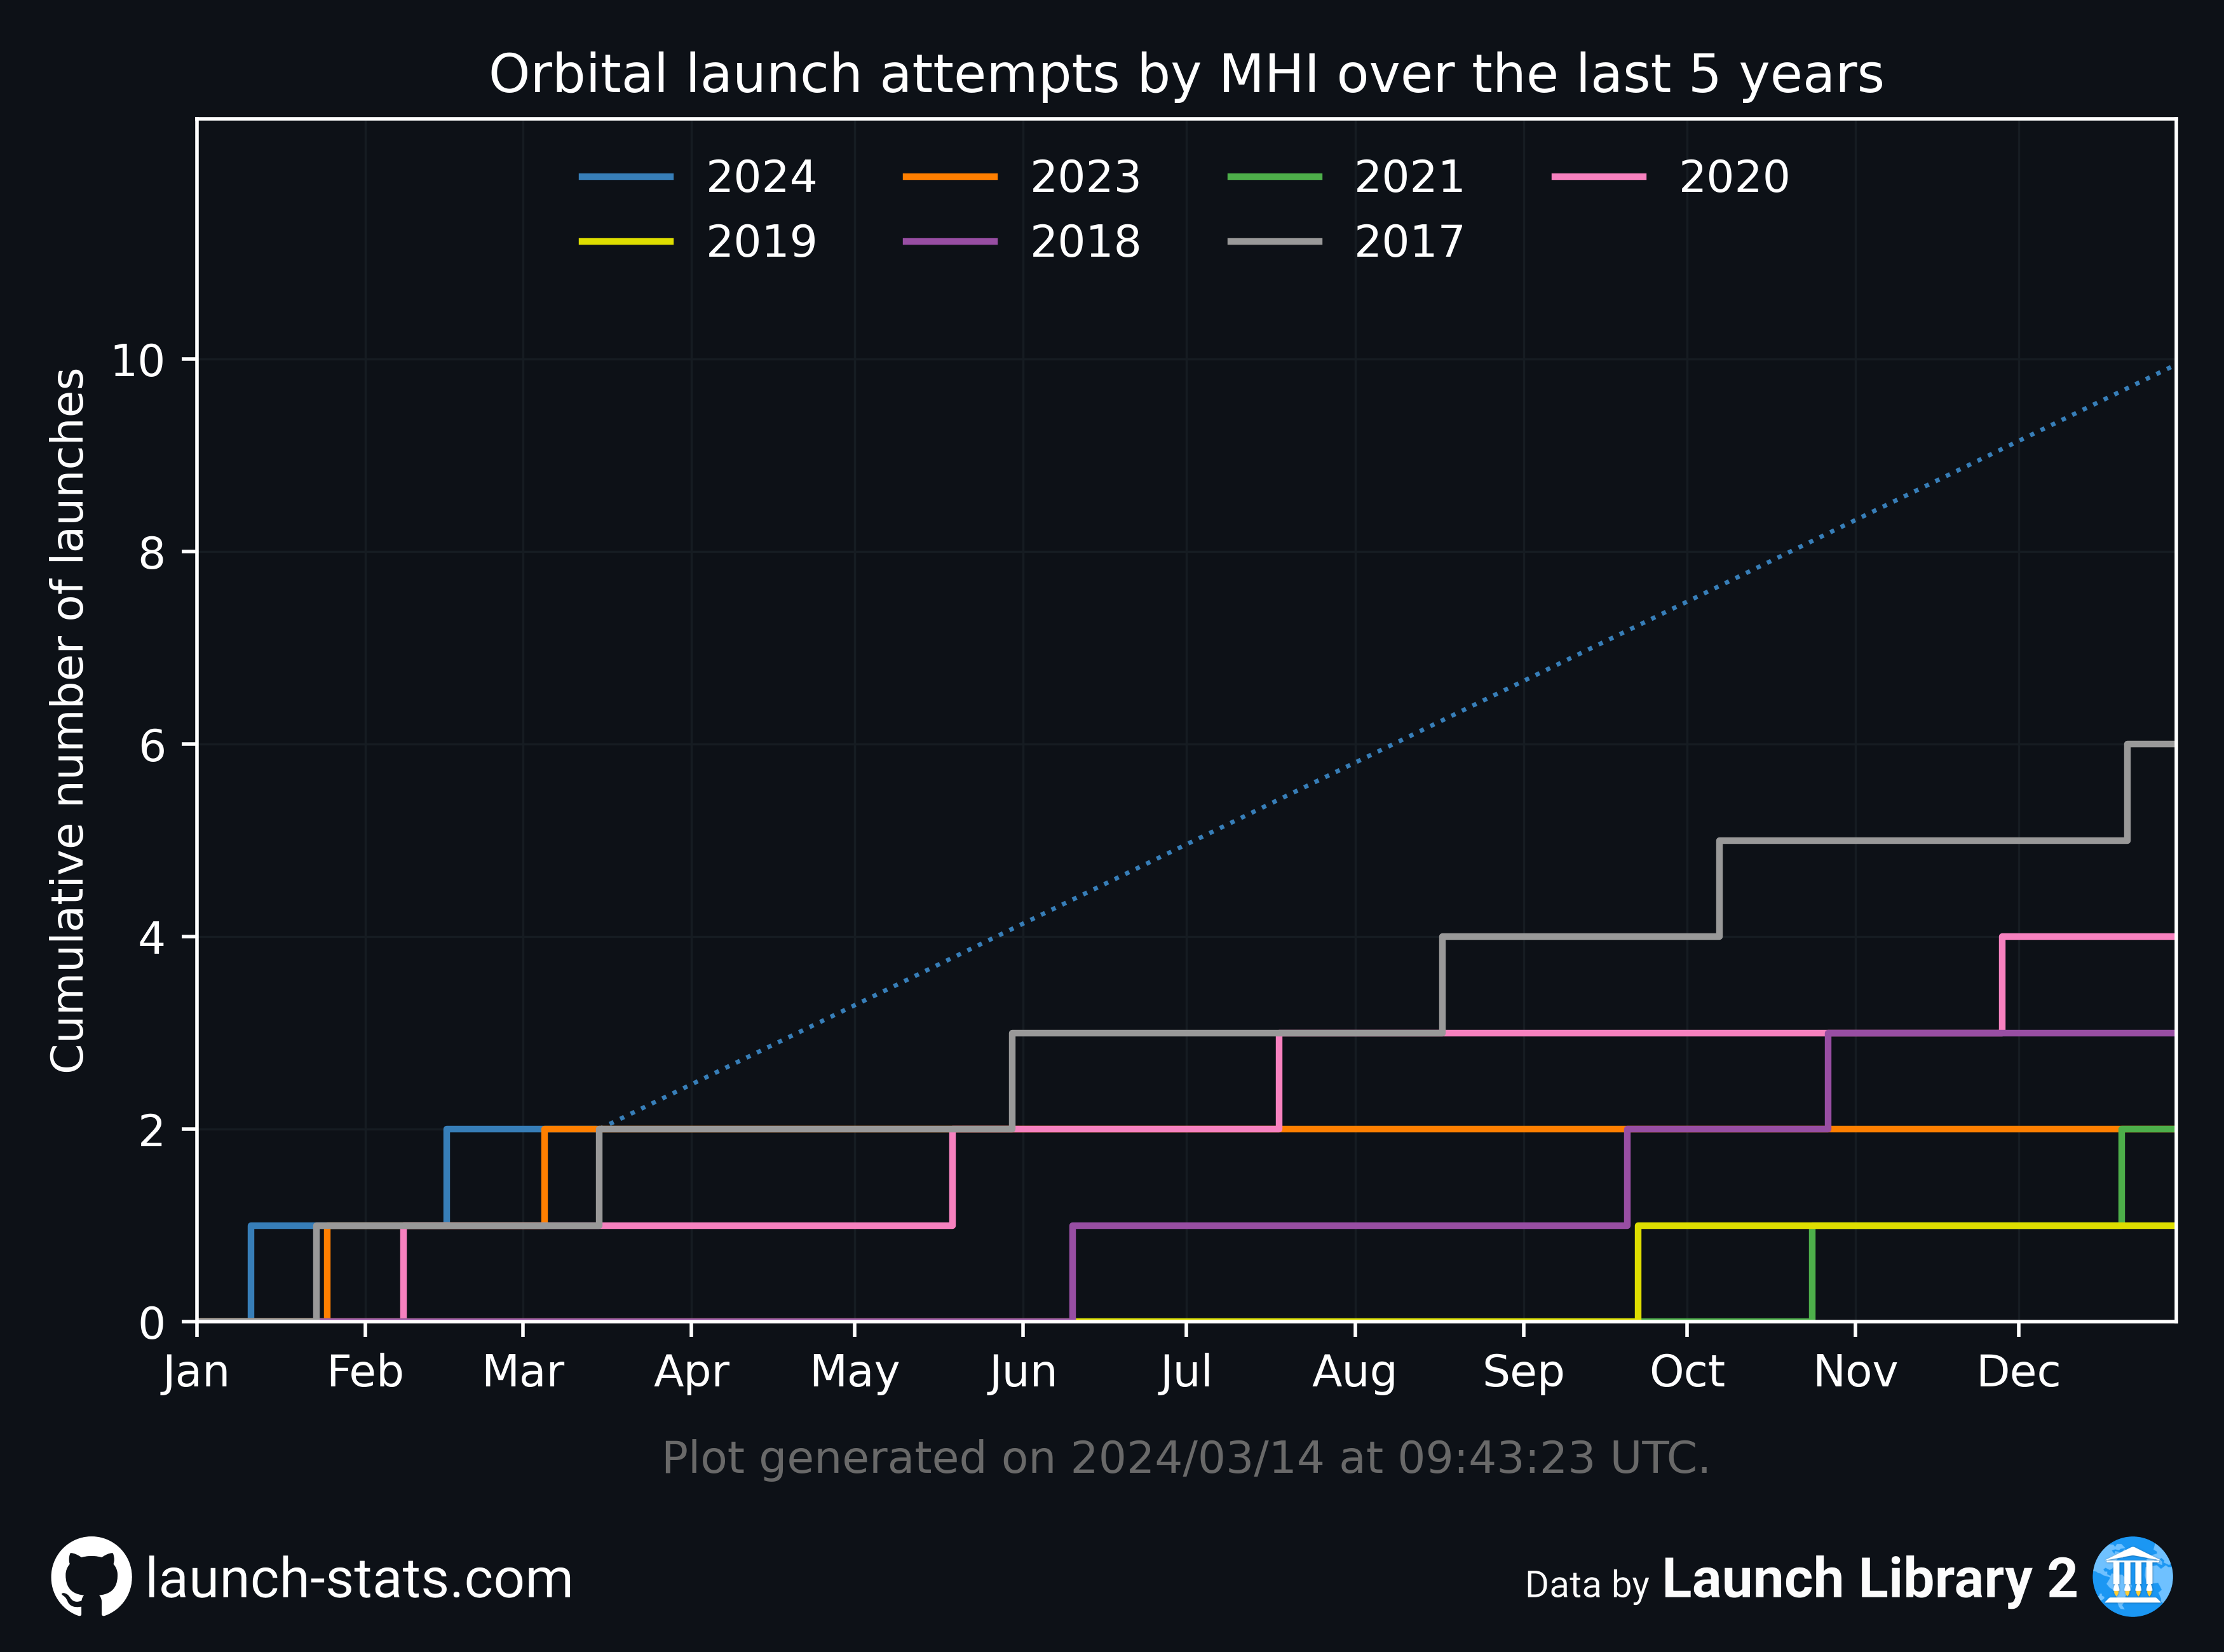 Orbital launch attempts by MHI over the last 5 years
2024 2023 2021 2020
2019 2018 2017
Cumulative number of launches
10
8
6
4
2
0
Jan Feb Mar Apr May Jun Jul Aug Sep Oct Nov Dec
Plot generated on 2024/03/14 at 09:43:23 UTC.
launch-stats.com
Data by Launch Library 2